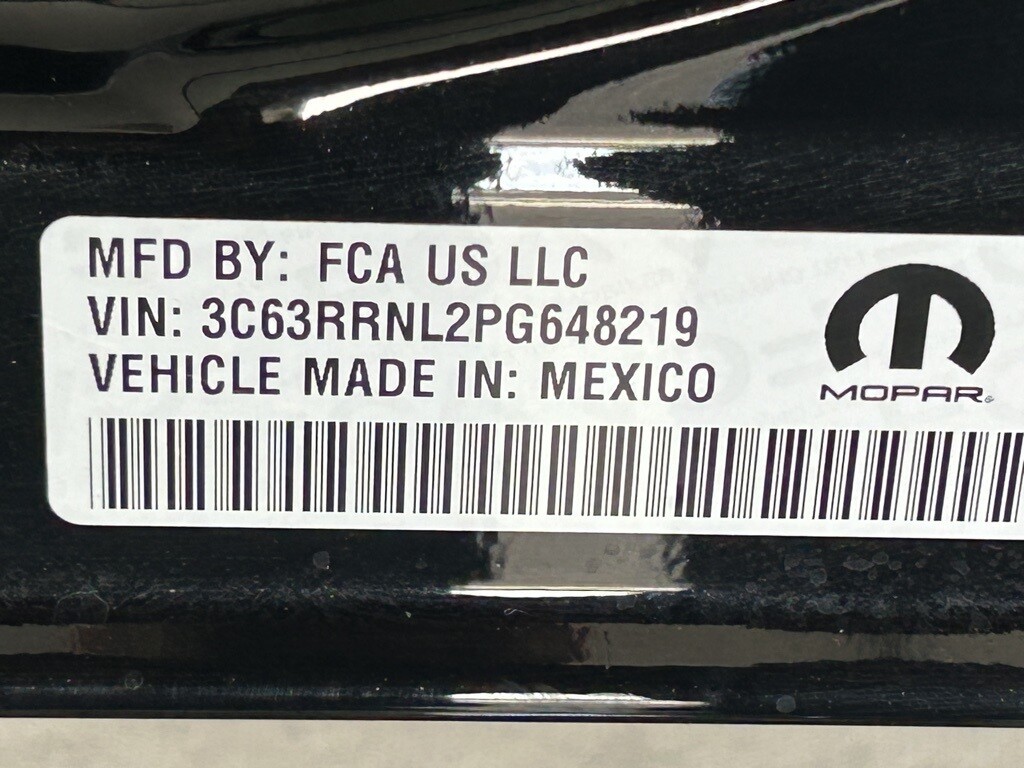 MFD BY: FCA US LLC
VIN: 3C63RRNL2PG648219
VEHICLE MADE IN: MEXICO
MOPAR®